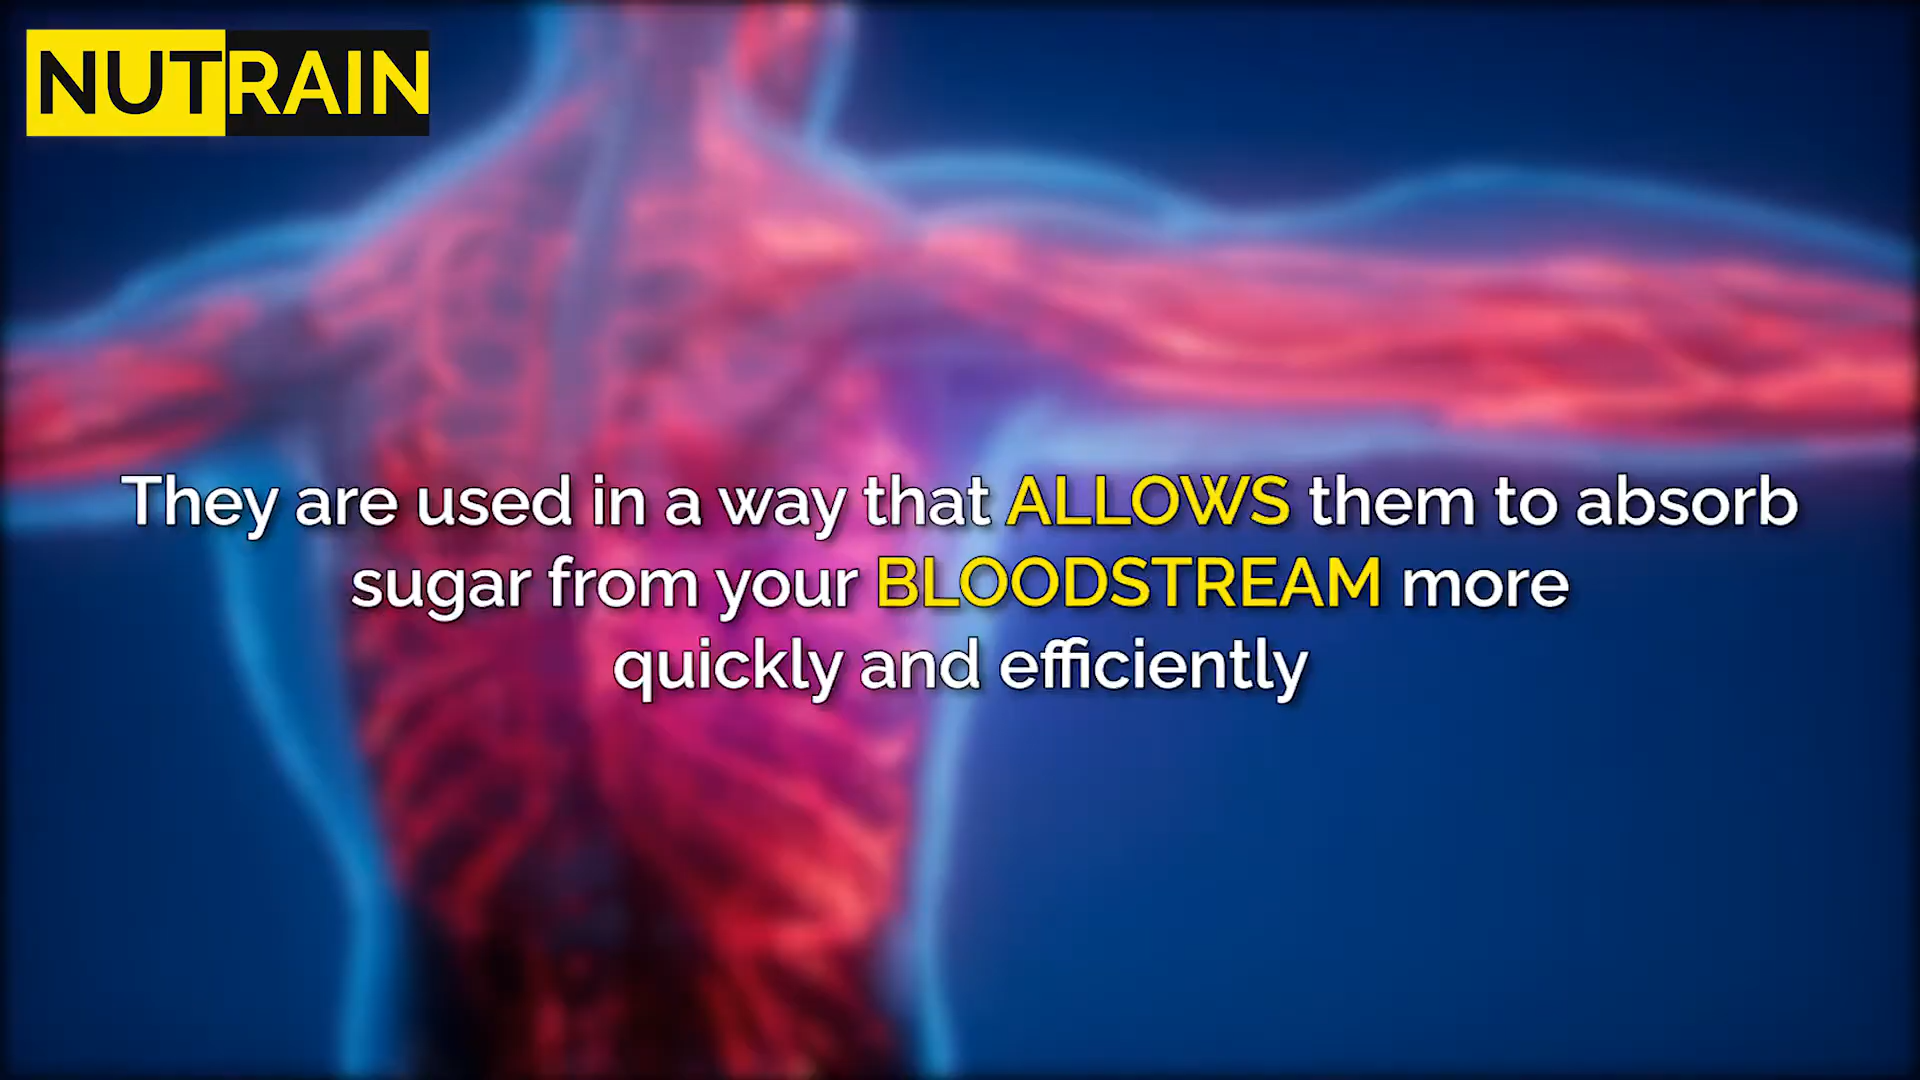 NUTRAIN
They are used in a way that ALLOWS them to absorb
sugar from your BLOODSTREAM more
quickly and efficiently